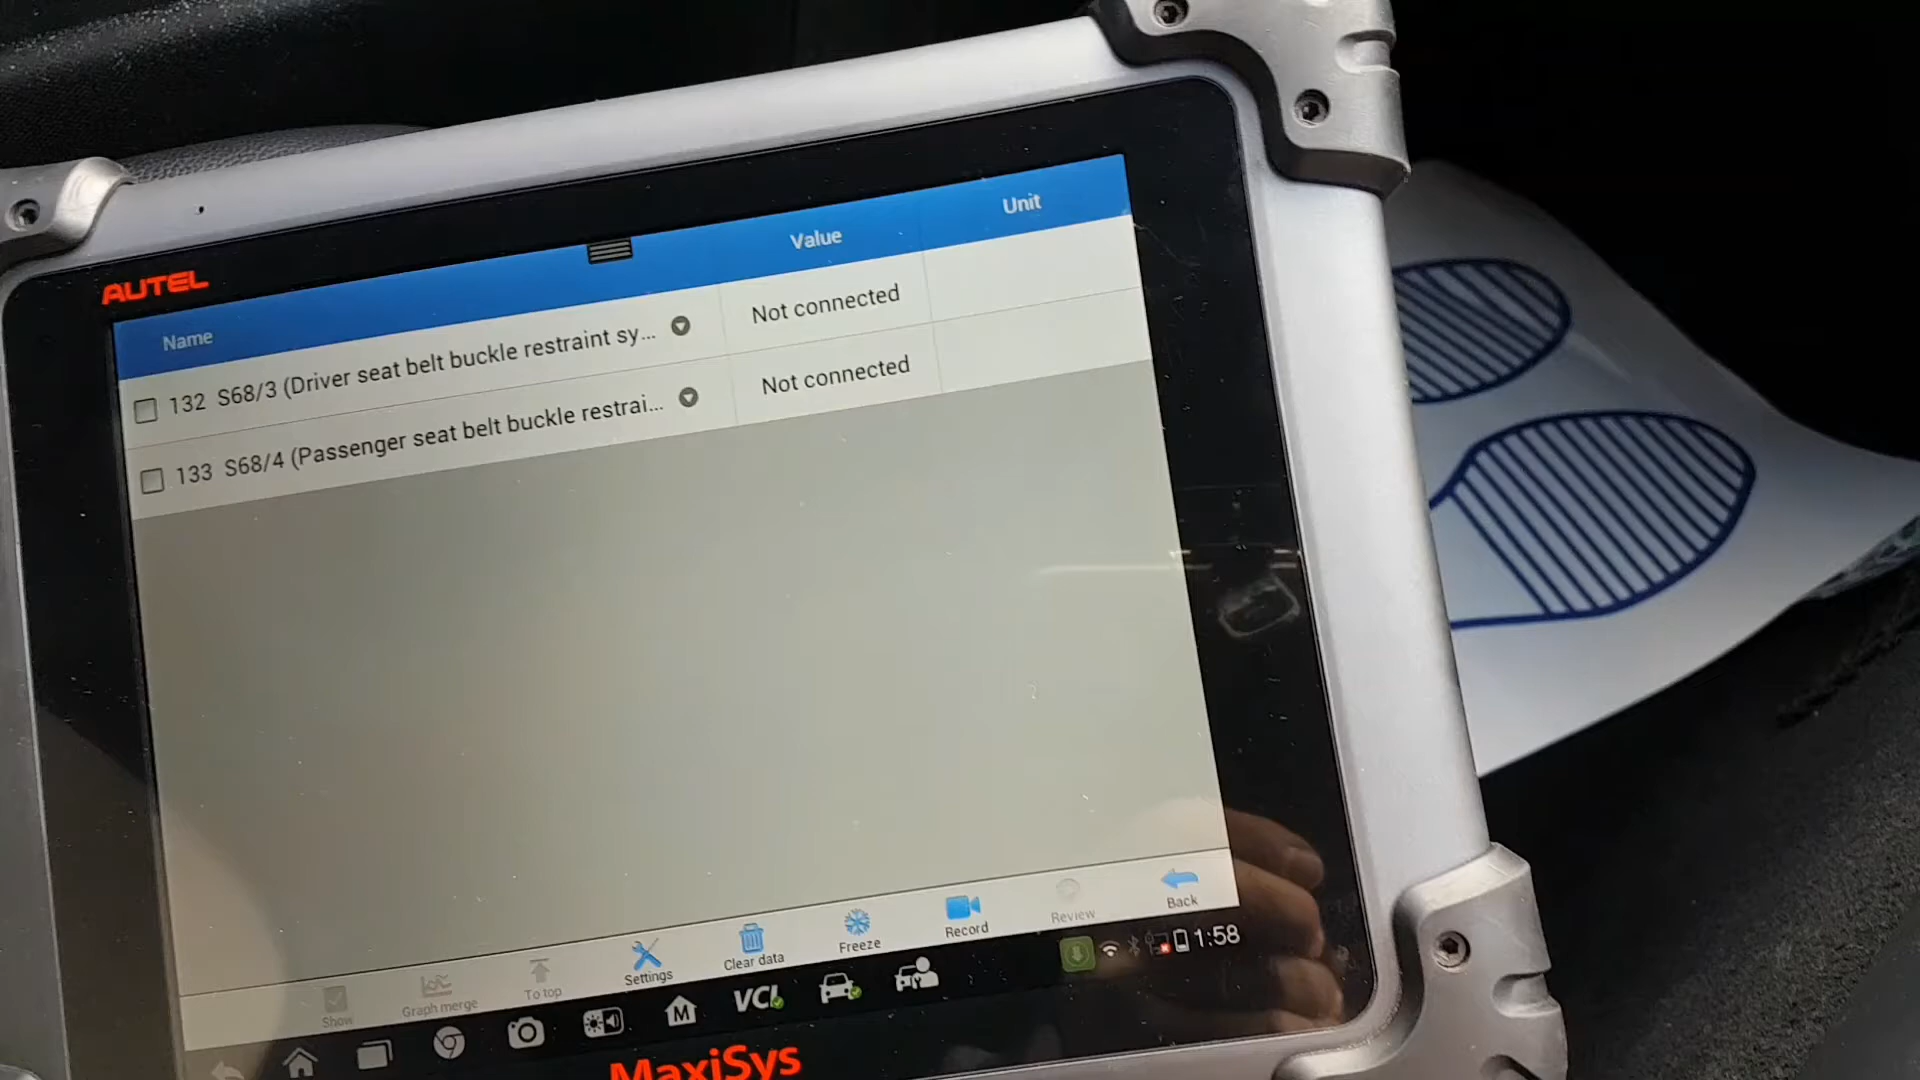 AUTEL
Name Value Unit
132 S68/3 (Driver seat belt buckle restraint sy... Not connected
133 S68/4 (Passenger seat belt buckle restrai... Not connected
Show Graph merge To top Settings Clear data Freeze Record Review Back
M VCI 1:58
MaxiSys